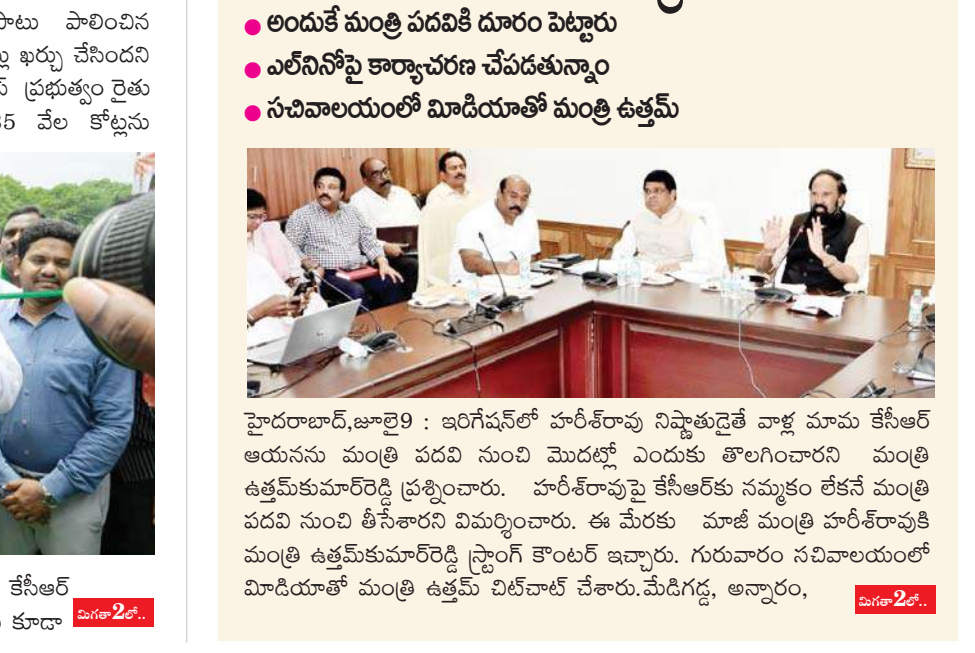 పాలించిన
ఖర్చు చేసిందని
ప్రభుత్వం రైతు
వేల కోట్లను
కేసీఆర్
కూడా
మిగతా2లో..
● అందుకే మంత్రి పదవికి దూరం పెట్టారు
● ఎల్‌నినోపై కార్యాచరణ చేపడతున్నాం
● సచివాలయంలో మీడియాతో మంత్రి ఉత్తమ్
హైదరాబాద్,జూలై9 : ఇరిగేషన్‌లో హరీశ్‌రావు నిష్ణాతుడైతే వాళ్ల మామ కేసీఆర్
ఆయనను మంత్రి పదవి నుంచి మొదట్లో ఎందుకు తొలగించారని మంత్రి
ఉత్తమ్‌కుమార్‌రెడ్డి ప్రశ్నించారు. హరీశ్‌రావుపై కేసీఆర్‌కు నమ్మకం లేకనే మంత్రి
పదవి నుంచి తీసేశారని విమర్శించారు. ఈ మేరకు మాజీ మంత్రి హరీశ్‌రావుకి
మంత్రి ఉత్తమ్‌కుమార్‌రెడ్డి స్ట్రాంగ్ కౌంటర్ ఇచ్చారు. గురువారం సచివాలయంలో
మీడియాతో మంత్రి ఉత్తమ్ చిట్‌చాట్ చేశారు.మేడిగడ్డ, అన్నారం,
మిగతా2లో..